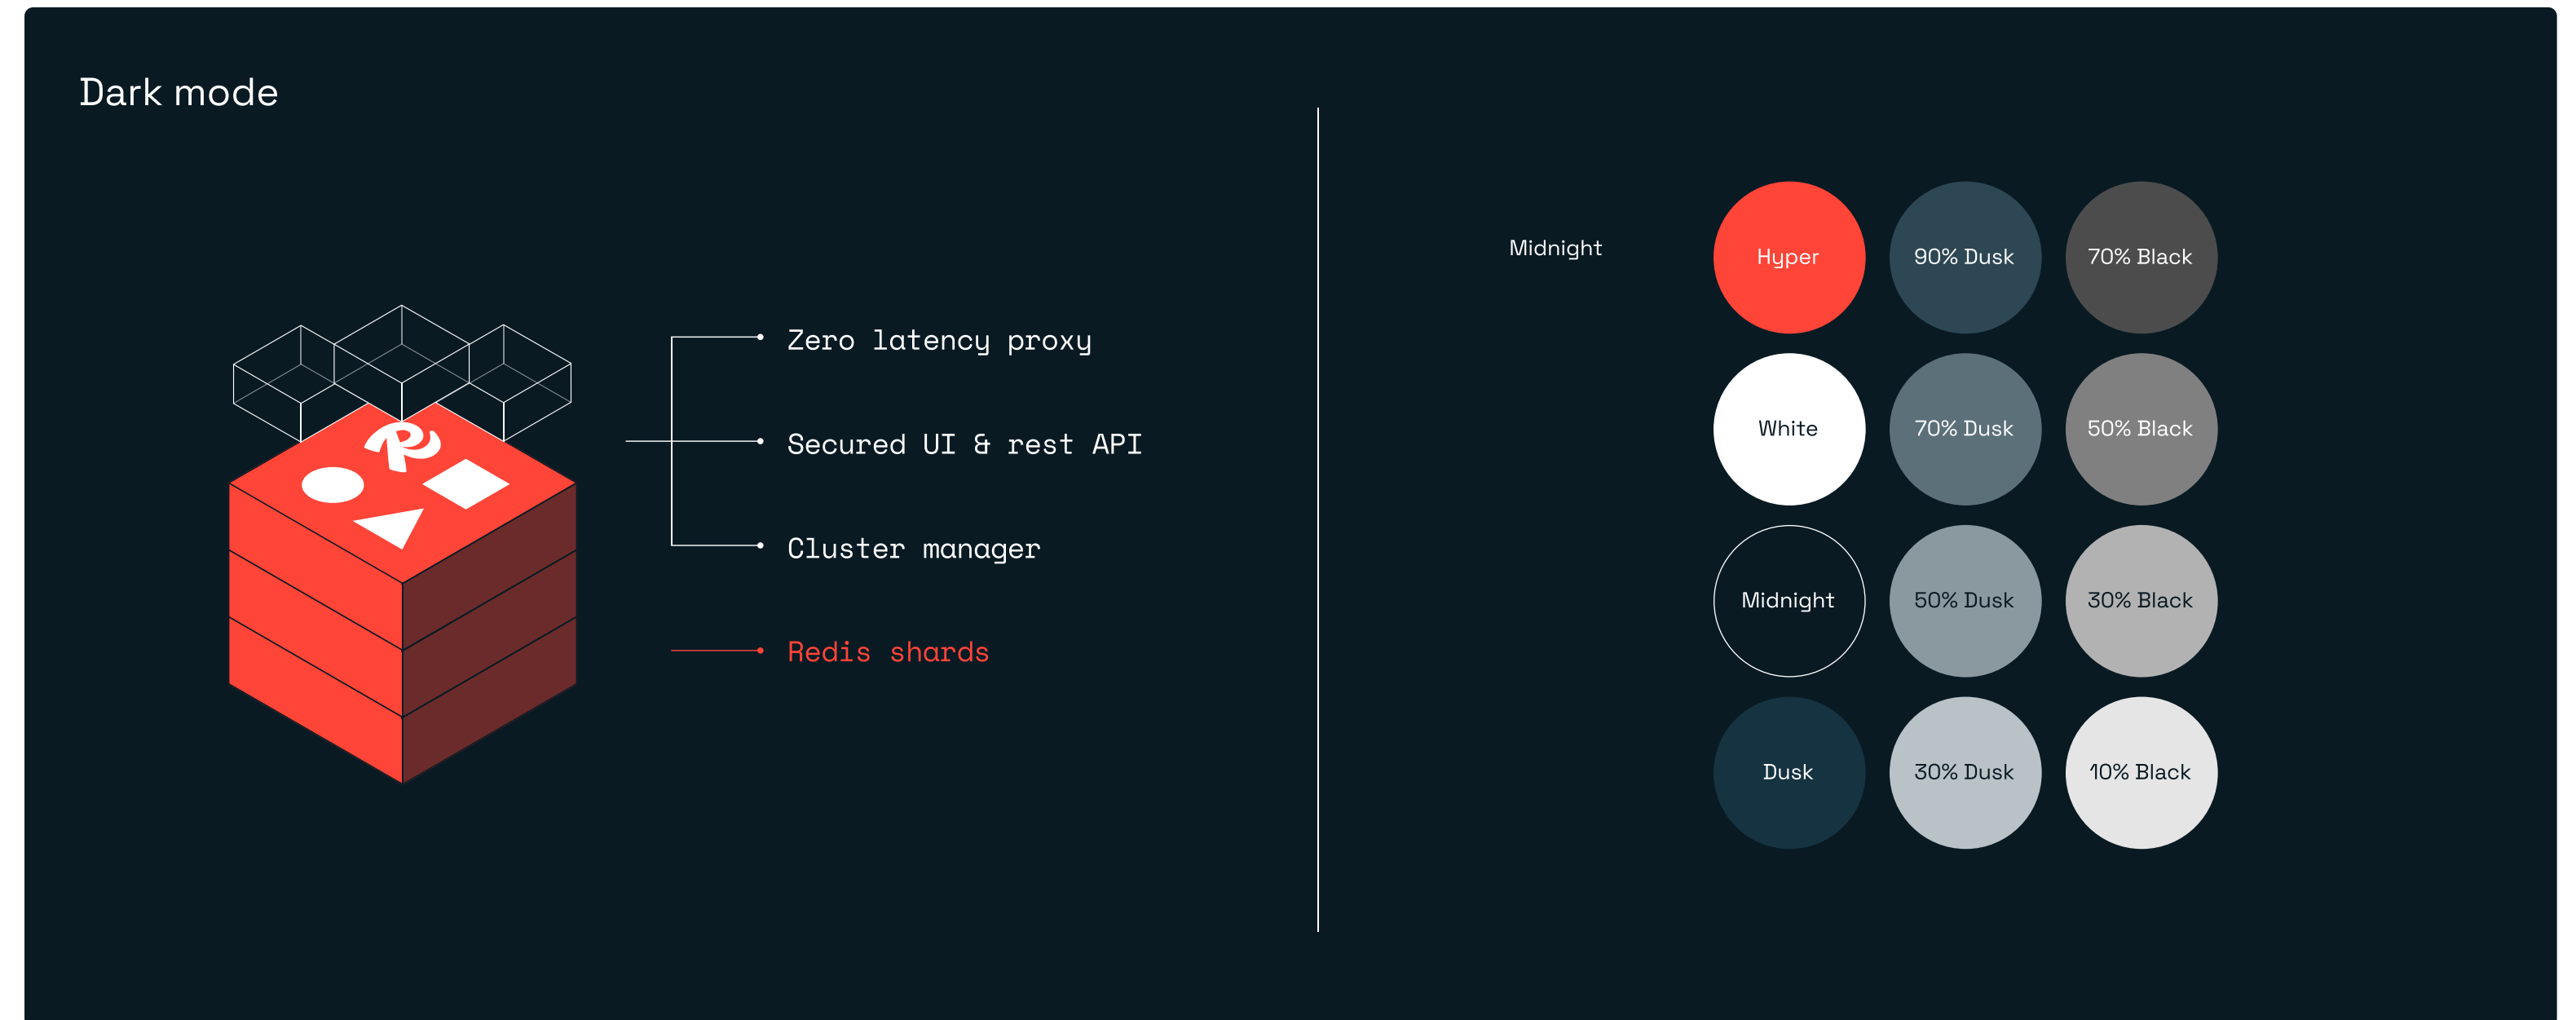 Dark mode
Zero latency proxy
Secured UI & rest API
Cluster manager
Redis shards
Midnight
Hyper
90% Dusk
70% Black
White
70% Dusk
50% Black
Midnight
50% Dusk
30% Black
Dusk
30% Dusk
10% Black